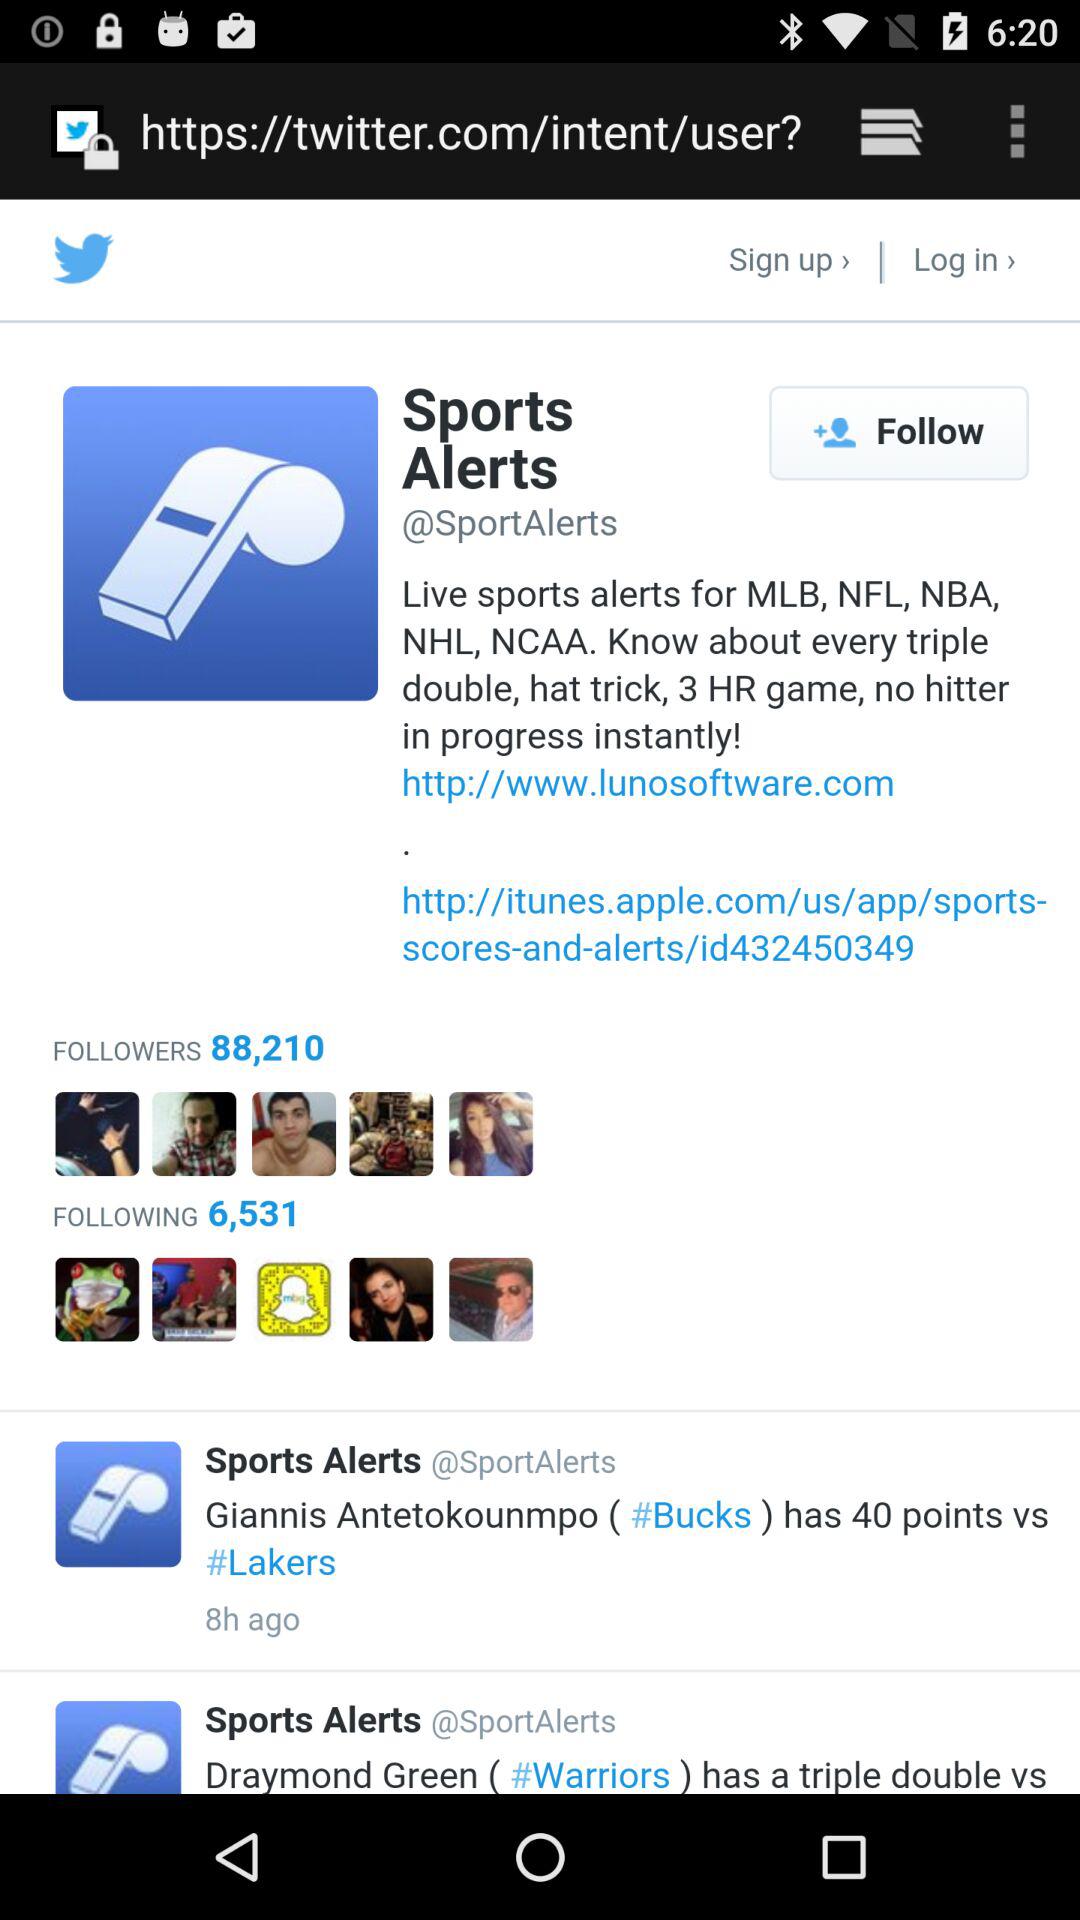 6:20
https://twitter.com/intent/user?
Sign up ›
Log in ›
Sports
Alerts
Follow
@SportAlerts
Live sports alerts for MLB, NFL, NBA,
NHL, NCAA. Know about every triple
double, hat trick, 3 HR game, no hitter
in progress instantly!
http://www.lunosoftware.com
.
http://itunes.apple.com/us/app/sports-
scores-and-alerts/id432450349
FOLLOWERS 88,210
FOLLOWING 6,531
Sports Alerts @SportAlerts
Giannis Antetokounmpo ( #Bucks ) has 40 points vs
#Lakers
8h ago
Sports Alerts @SportAlerts
Draymond Green ( #Warriors ) has a triple double vs